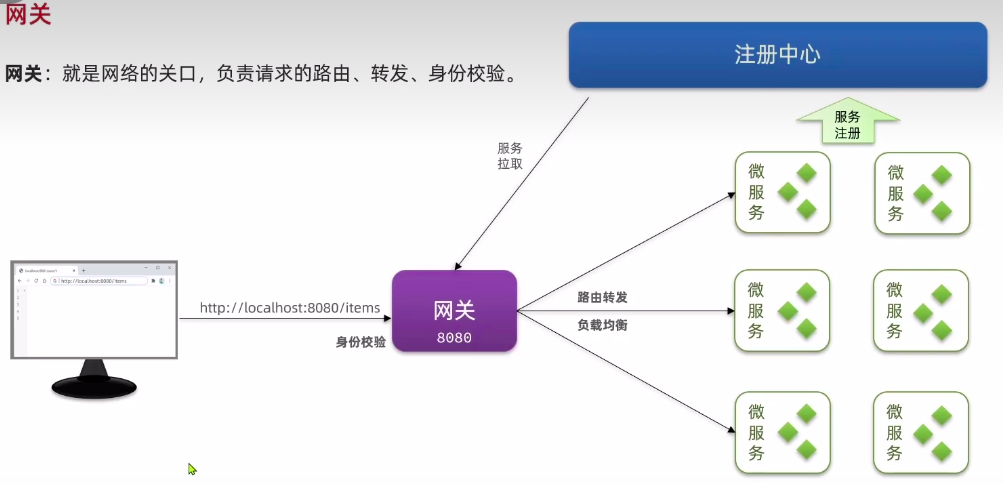 网关
网关：就是网络的关口，负责请求的路由、转发、身份校验。
注册中心
服务
注册
服务
拉取
微
服
务
微
服
务
http://localhost:8080/items
http://localhost:8080/items
身份校验
网关
8080
路由转发
负载均衡
微
服
务
微
服
务
微
服
务
微
服
务